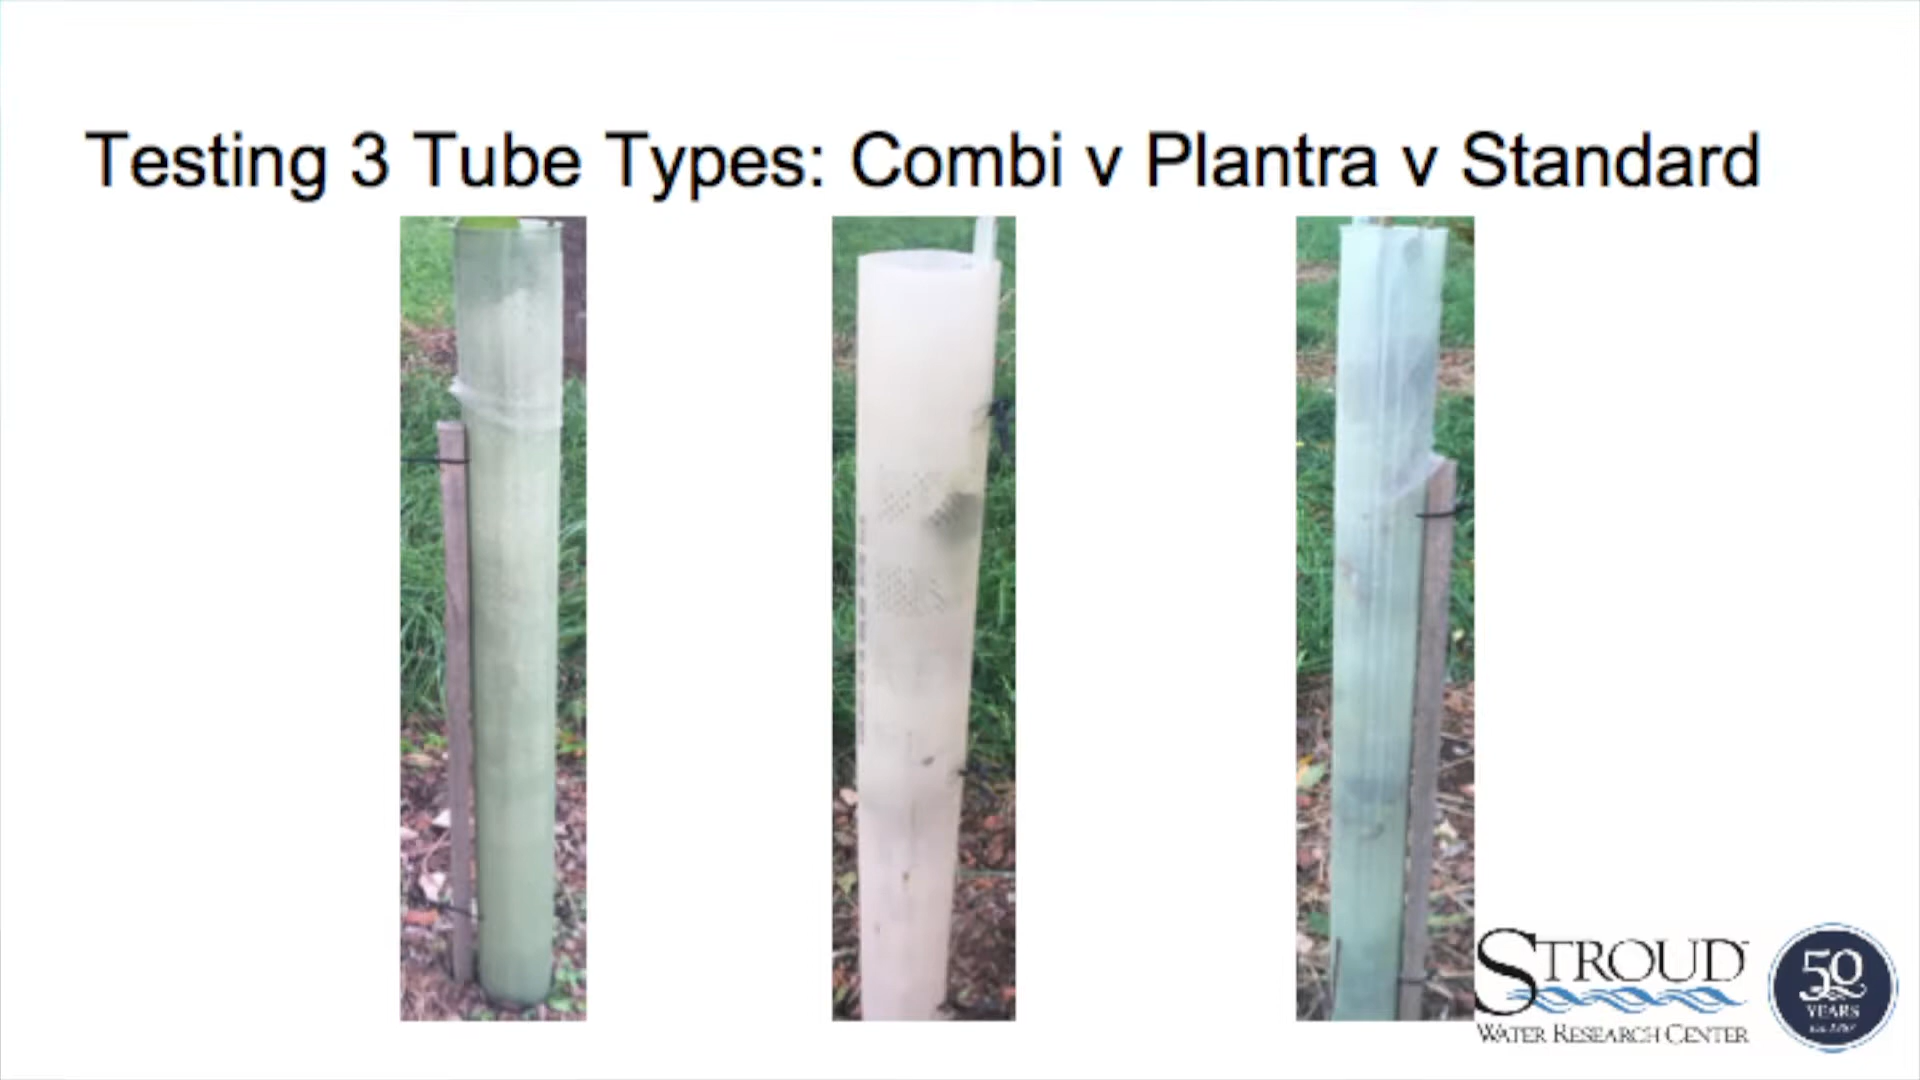 Testing 3 Tube Types: Combi v Plantra v Standard
STROUD
WATER RESEARCH CENTER
50
YEARS